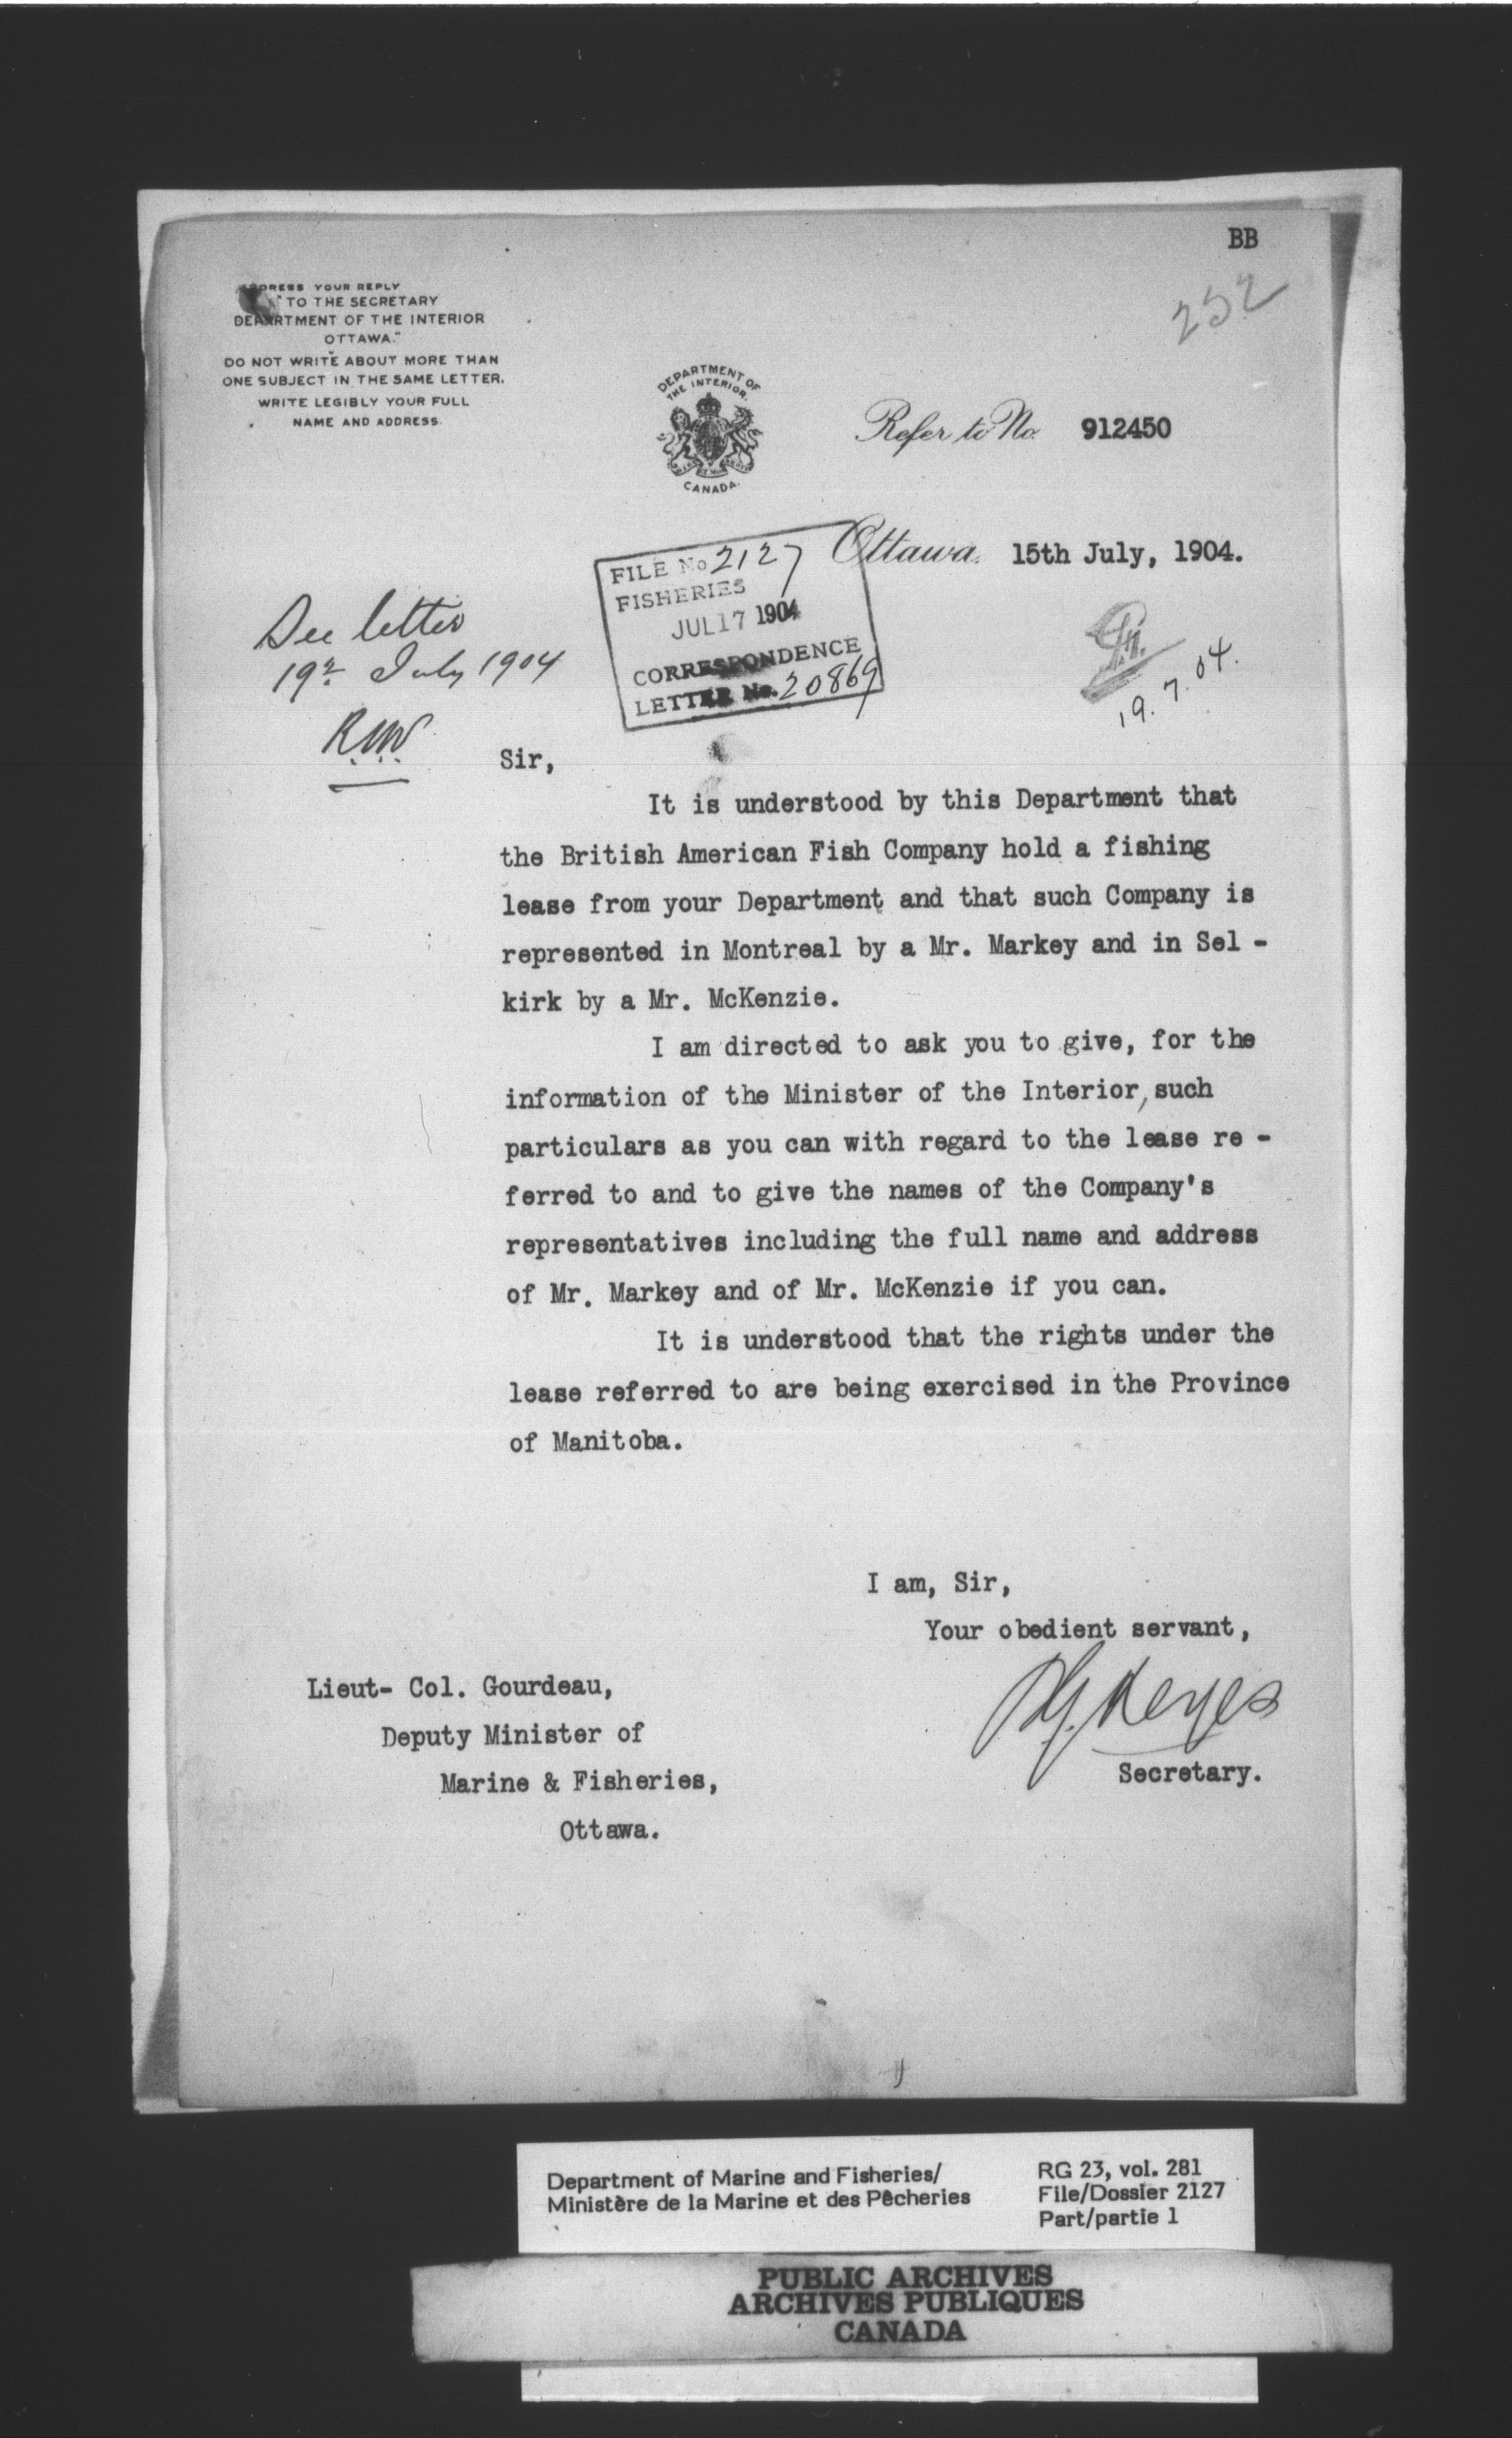 BB
232
ADDRESS YOUR REPLY
"TO THE SECRETARY
DEPARTMENT OF THE INTERIOR
OTTAWA."
DO NOT WRITE ABOUT MORE THAN
ONE SUBJECT IN THE SAME LETTER.
WRITE LEGIBLY YOUR FULL
NAME AND ADDRESS.
DEPARTMENT OF
THE INTERIOR.
CANADA.
Refer to No. 912450
Ottawa, 15th July, 1904.
FILE No 2127
FISHERIES
JUL 17 1904
CORRESPONDENCE
LETTER No. 20869
See letter
19th July 1904
19.7.04.
Sir,
It is understood by this Department that
the British American Fish Company hold a fishing
lease from your Department and that such Company is
represented in Montreal by a Mr. Markey and in Sel -
kirk by a Mr. McKenzie.
I am directed to ask you to give, for the
information of the Minister of the Interior, such
particulars as you can with regard to the lease re -
ferred to and to give the names of the Company's
representatives including the full name and address
of Mr. Markey and of Mr. McKenzie if you can.
It is understood that the rights under the
lease referred to are being exercised in the Province
of Manitoba.
I am, Sir,
Your obedient servant,
Keyes
Secretary.
Lieut- Col. Gourdeau,
Deputy Minister of
Marine & Fisheries,
Ottawa.
Department of Marine and Fisheries/
Ministère de la Marine et des Pêcheries
RG 23, vol. 281
File/Dossier 2127
Part/partie 1
PUBLIC ARCHIVES
ARCHIVES PUBLIQUES
CANADA